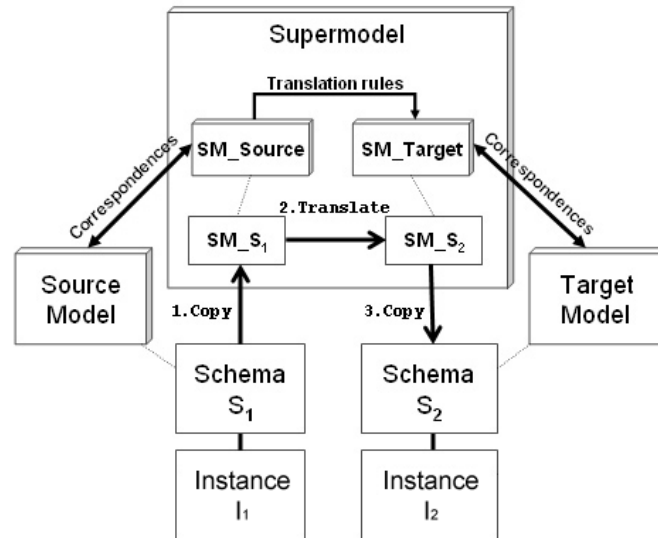 Supermodel
Translation rules
SM_Source
SM_Target
Correspondences
Correspondences
2.Translate
SM_S1
SM_S2
Source
Model
Target
Model
1.Copy
3.Copy
Schema
S1
Schema
S2
Instance
I1
Instance
I2